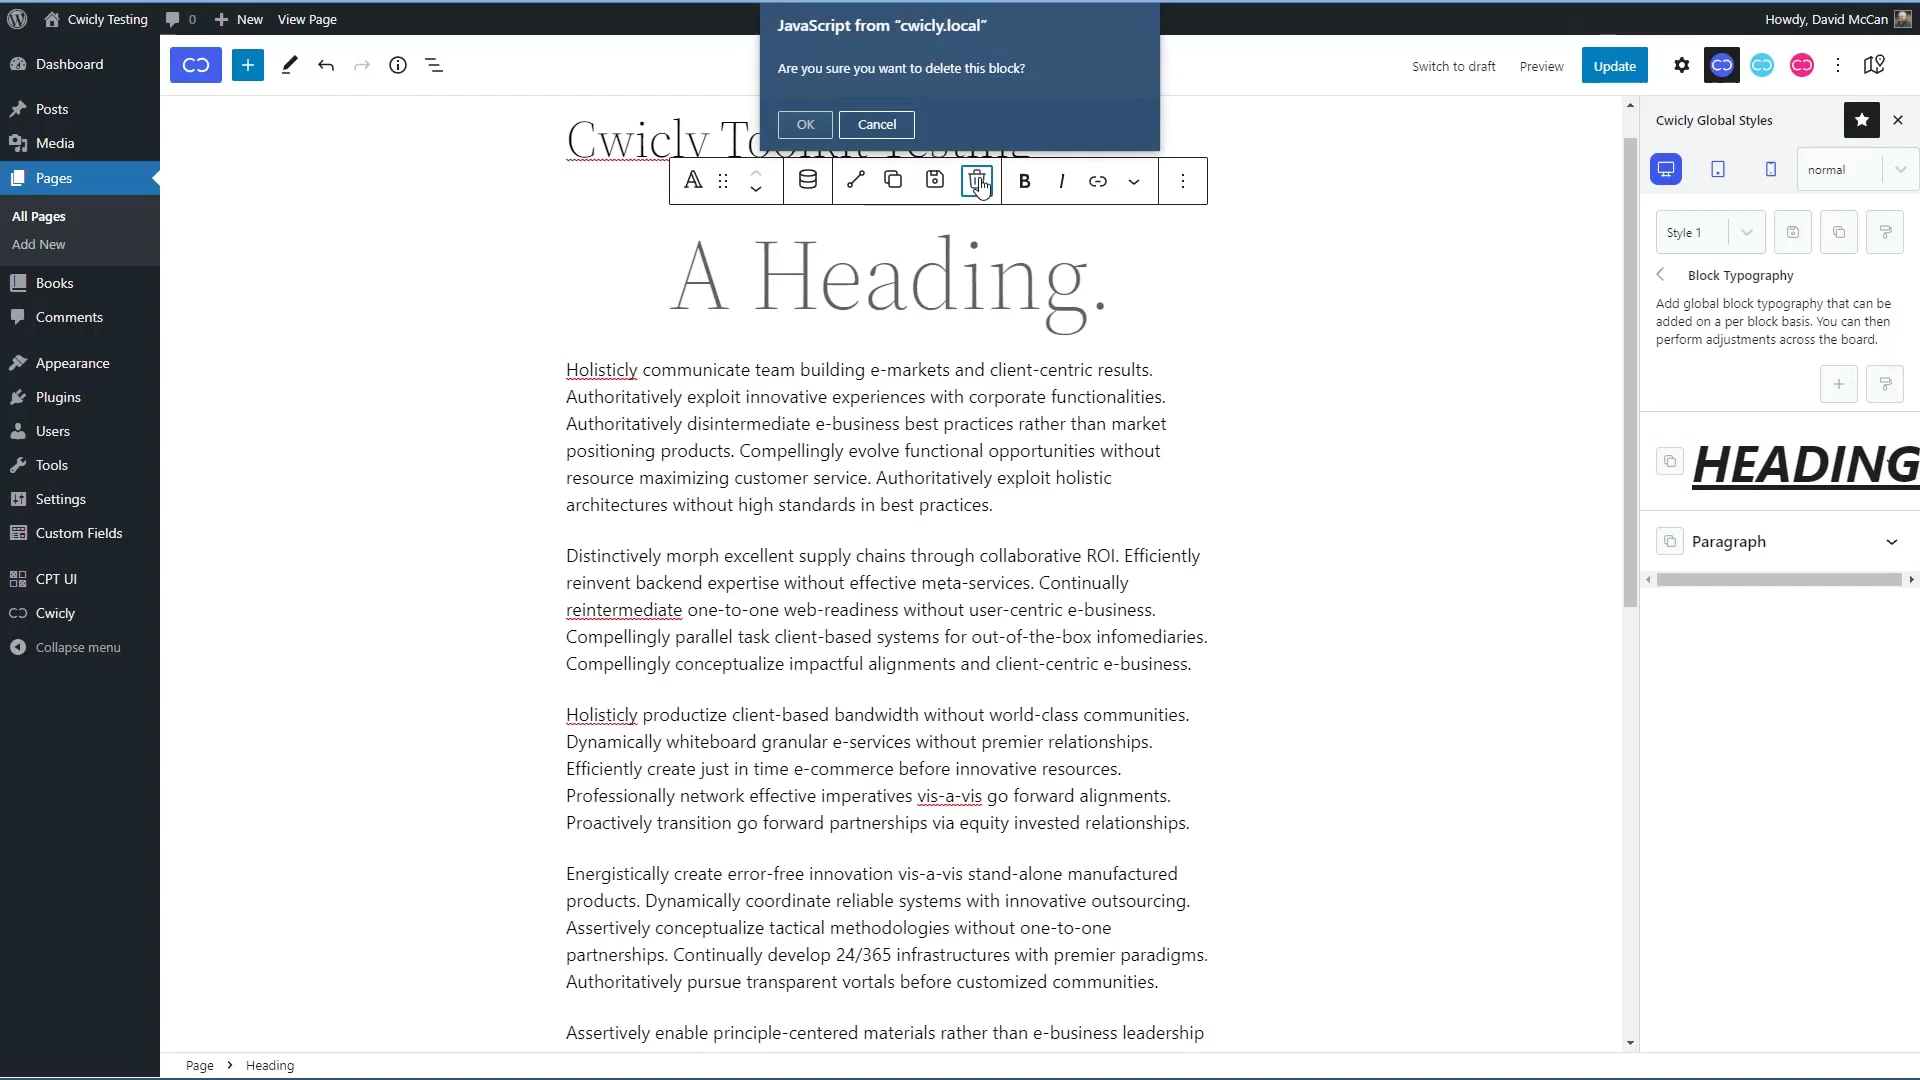 Cwicly Testing
0
New
View Page
Howdy, David McCan
JavaScript from "cwicly.local"
Are you sure you want to delete this block?
OK
Cancel
Switch to draft
Preview
Update
Dashboard
Posts
Media
Pages
All Pages
Add New
Books
Comments
Appearance
Plugins
Users
Tools
Settings
Custom Fields
CPT UI
Cwicly
Collapse menu
Cwicly Toolkit Testing
B
I
A Heading.
Holisticly communicate team building e-markets and client-centric results.
Authoritatively exploit innovative experiences with corporate functionalities.
Authoritatively disintermediate e-business best practices rather than market
positioning products. Compellingly evolve functional opportunities without
resource maximizing customer service. Authoritatively exploit holistic
architectures without high standards in best practices.
Distinctively morph excellent supply chains through collaborative ROI. Efficiently
reinvent backend expertise without effective meta-services. Continually
reintermediate one-to-one web-readiness without user-centric e-business.
Compellingly parallel task client-based systems for out-of-the-box infomediaries.
Compellingly conceptualize impactful alignments and client-centric e-business.
Holisticly productize client-based bandwidth without world-class communities.
Dynamically whiteboard granular e-services without premier relationships.
Efficiently create just in time e-commerce before innovative resources.
Professionally network effective imperatives vis-a-vis go forward alignments.
Proactively transition go forward partnerships via equity invested relationships.
Energistically create error-free innovation vis-a-vis stand-alone manufactured
products. Dynamically coordinate reliable systems with innovative outsourcing.
Assertively conceptualize tactical methodologies without one-to-one
partnerships. Continually develop 24/365 infrastructures with premier paradigms.
Authoritatively pursue transparent vortals before customized communities.
Assertively enable principle-centered materials rather than e-business leadership
Page
Heading
Cwicly Global Styles
normal
Style 1
Block Typography
Add global block typography that can be
added on a per block basis. You can then
perform adjustments across the board.
HEADING
Paragraph